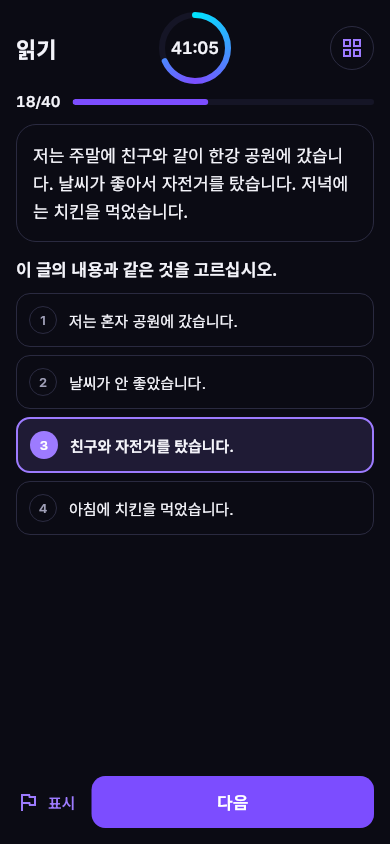 읽기
41:05
18/40
저는 주말에 친구와 같이 한강 공원에 갔습니
다. 날씨가 좋아서 자전거를 탔습니다. 저녁에
는 치킨을 먹었습니다.
이 글의 내용과 같은 것을 고르십시오.
1 저는 혼자 공원에 갔습니다.
2 날씨가 안 좋았습니다.
3 친구와 자전거를 탔습니다.
4 아침에 치킨을 먹었습니다.
표시
다음